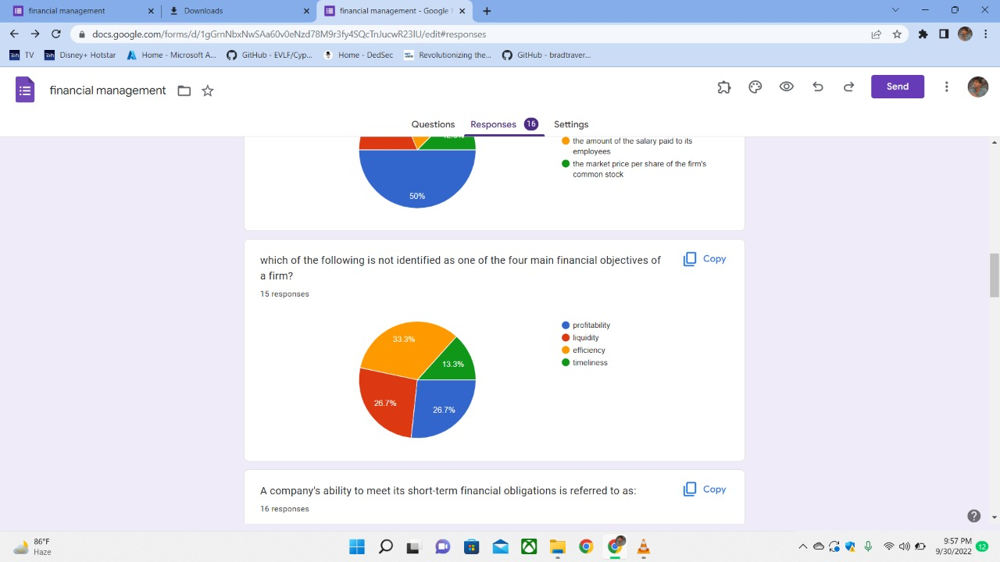 financial management
Downloads
financial management - Google F
docs.google.com/forms/d/1gGrnNbxNwSAa60v0eNzd78M9r3fy4SQcTnJucwR23IU/edit#responses
TV
Disney+ Hotstar
Home - Microsoft A...
GitHub - EVLF/Cyp...
Home - DedSec
Revolutionizing the...
GitHub - bradtraver...
financial management
Send
Questions
Responses 16
Settings
the amount of the salary paid to its
employees
the market price per share of the firm's
common stock
50%
which of the following is not identified as one of the four main financial objectives of
a firm?
Copy
15 responses
33.3%
13.3%
26.7%
26.7%
profitability
liquidity
efficiency
timeliness
A company's ability to meet its short-term financial obligations is referred to as:
Copy
16 responses
86°F
Haze
9:57 PM
9/30/2022
12